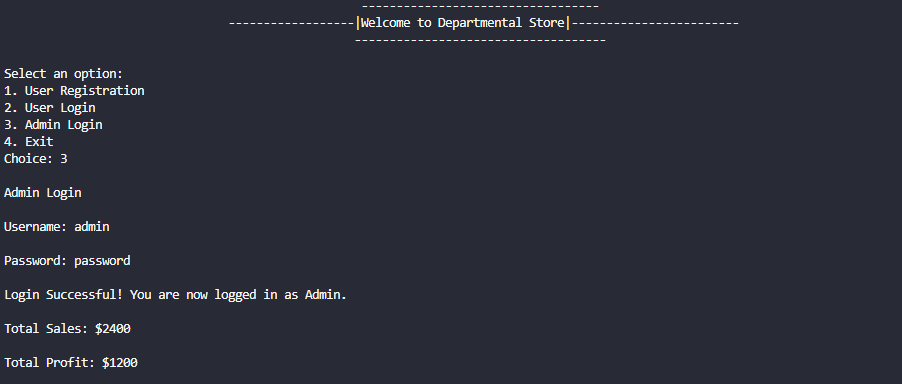 ----------------------------------
------------------|Welcome to Departmental Store|------------------------
------------------------------------
Select an option:
1. User Registration
2. User Login
3. Admin Login
4. Exit
Choice: 3
Admin Login
Username: admin
Password: password
Login Successful! You are now logged in as Admin.
Total Sales: $2400
Total Profit: $1200